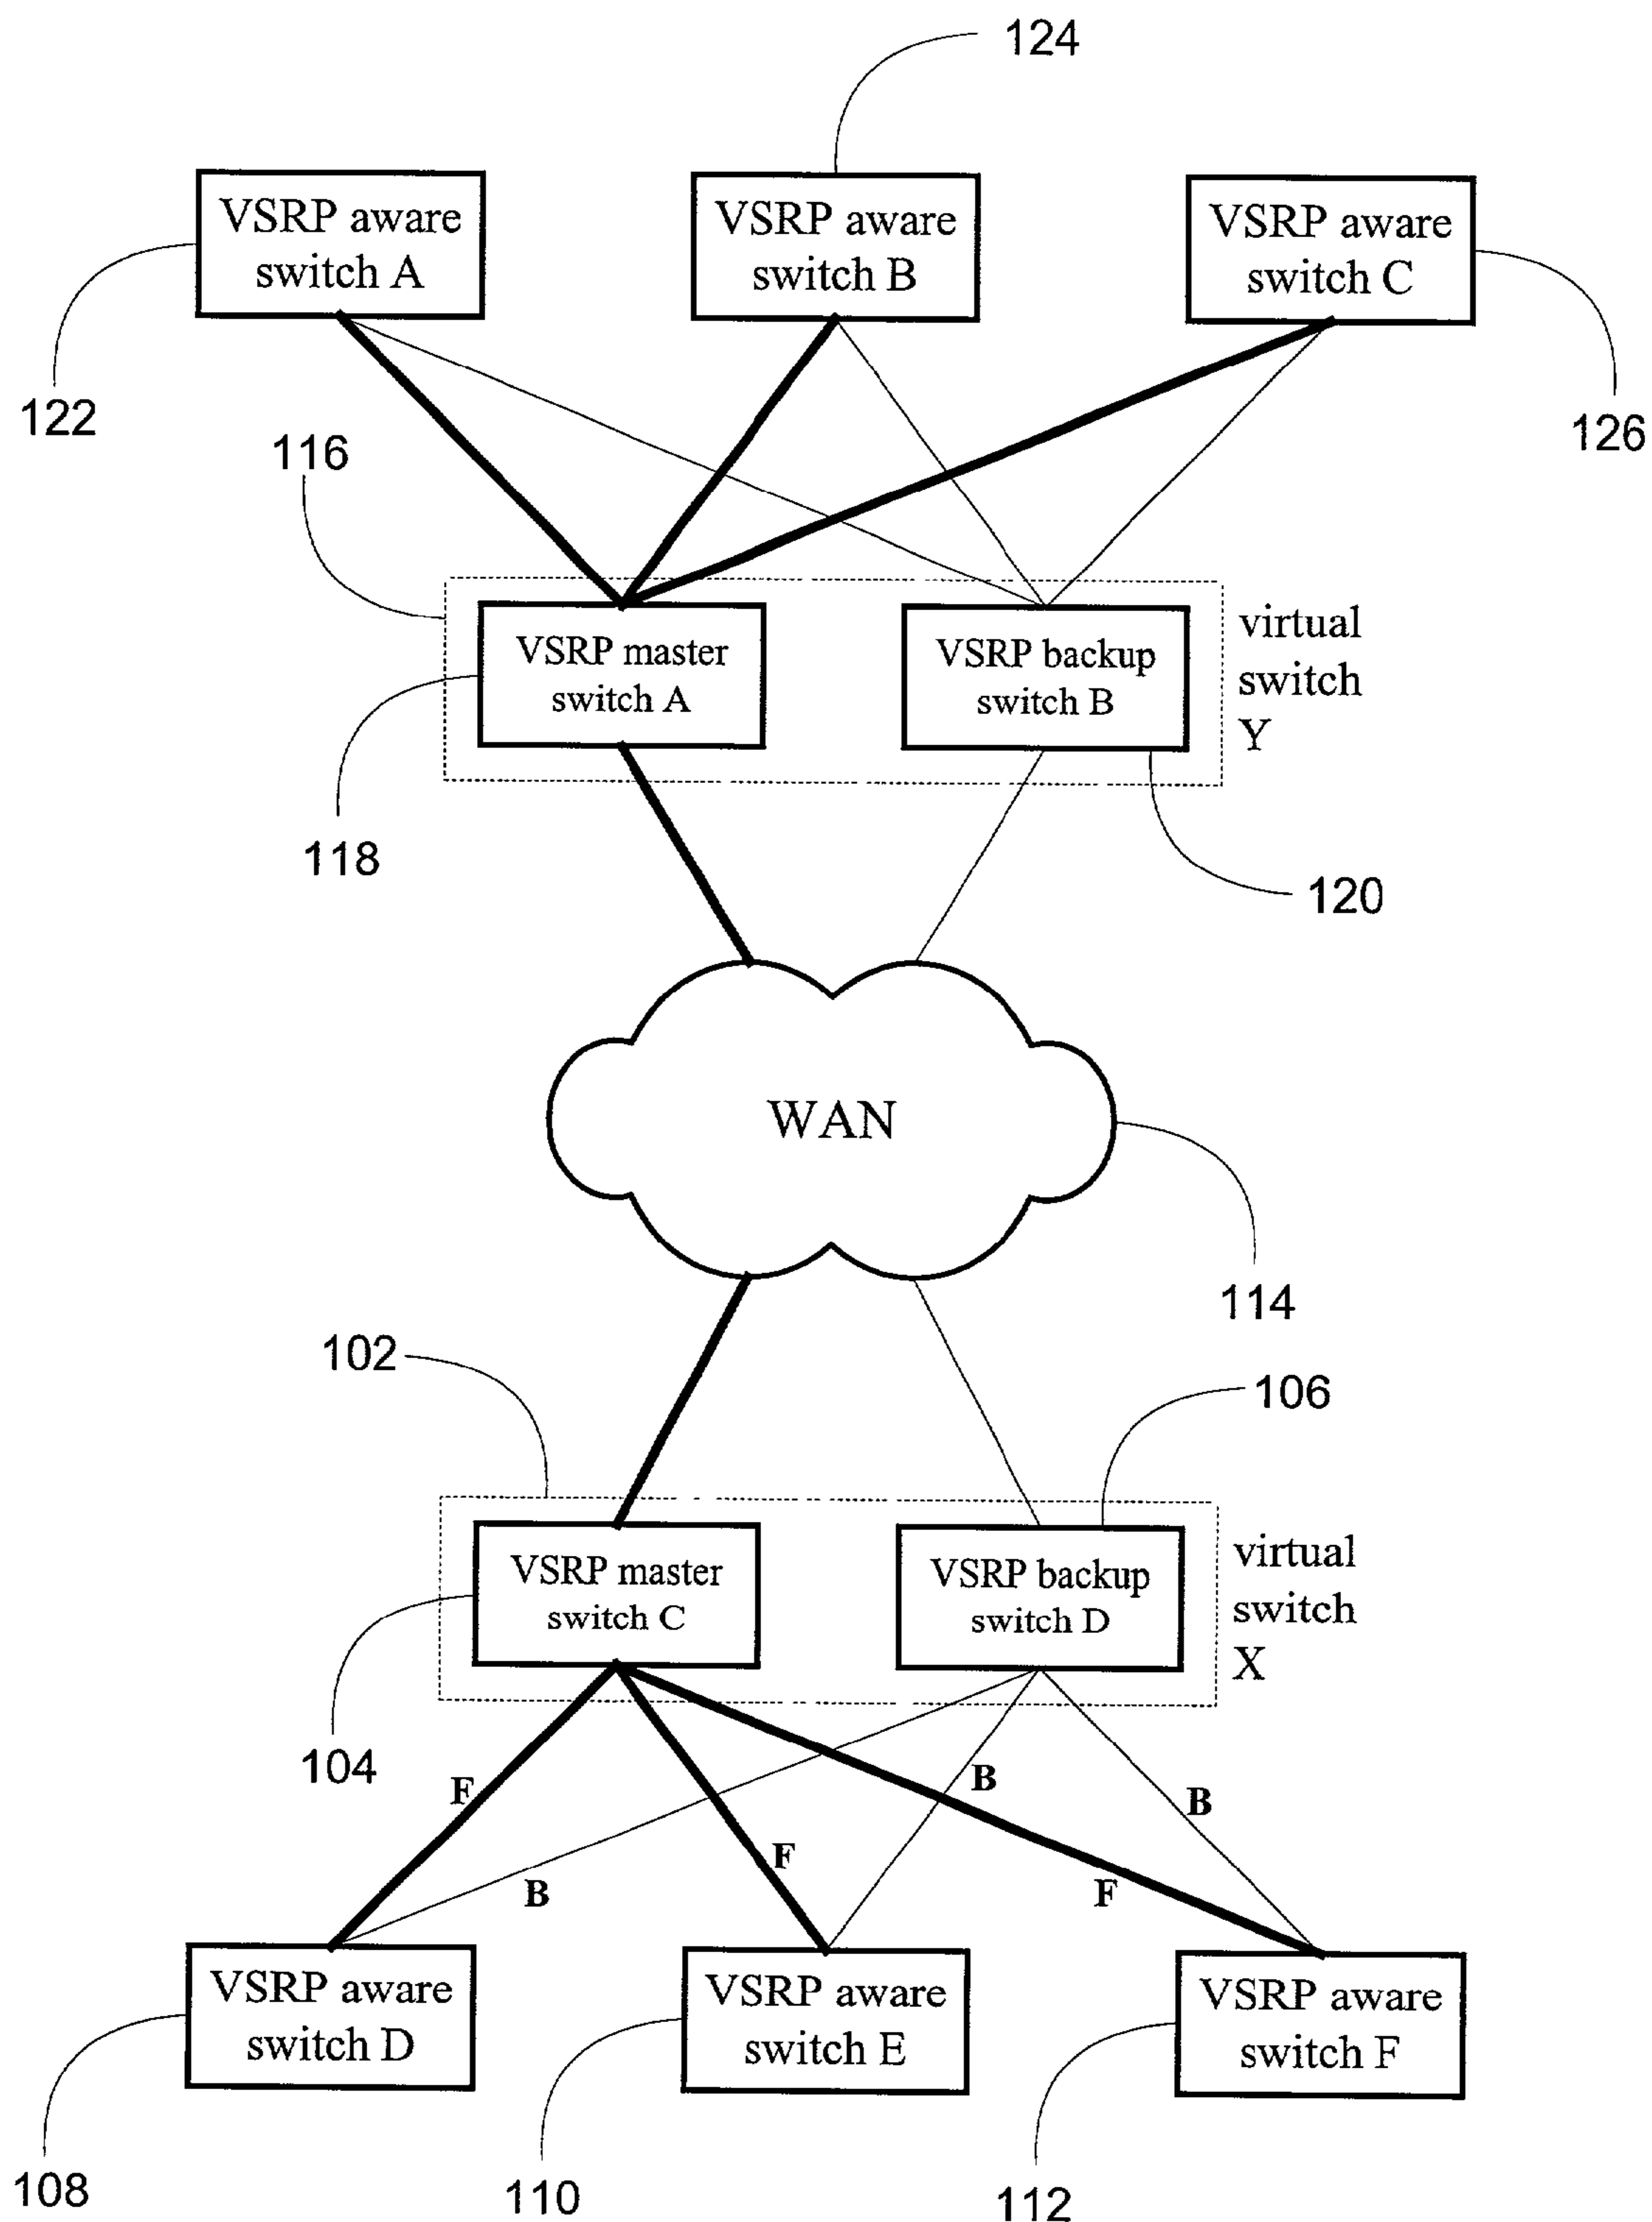 124
VSRP aware
switch A
VSRP aware
switch B
VSRP aware
switch C
122
126
116
VSRP master
switch A
VSRP backup
switch B
virtual
switch
Y
118
120
WAN
114
102
106
VSRP master
switch C
VSRP backup
switch D
virtual
switch
X
104
F
B
B
F
B
F
VSRP aware
switch D
VSRP aware
switch E
VSRP aware
switch F
108
110
112